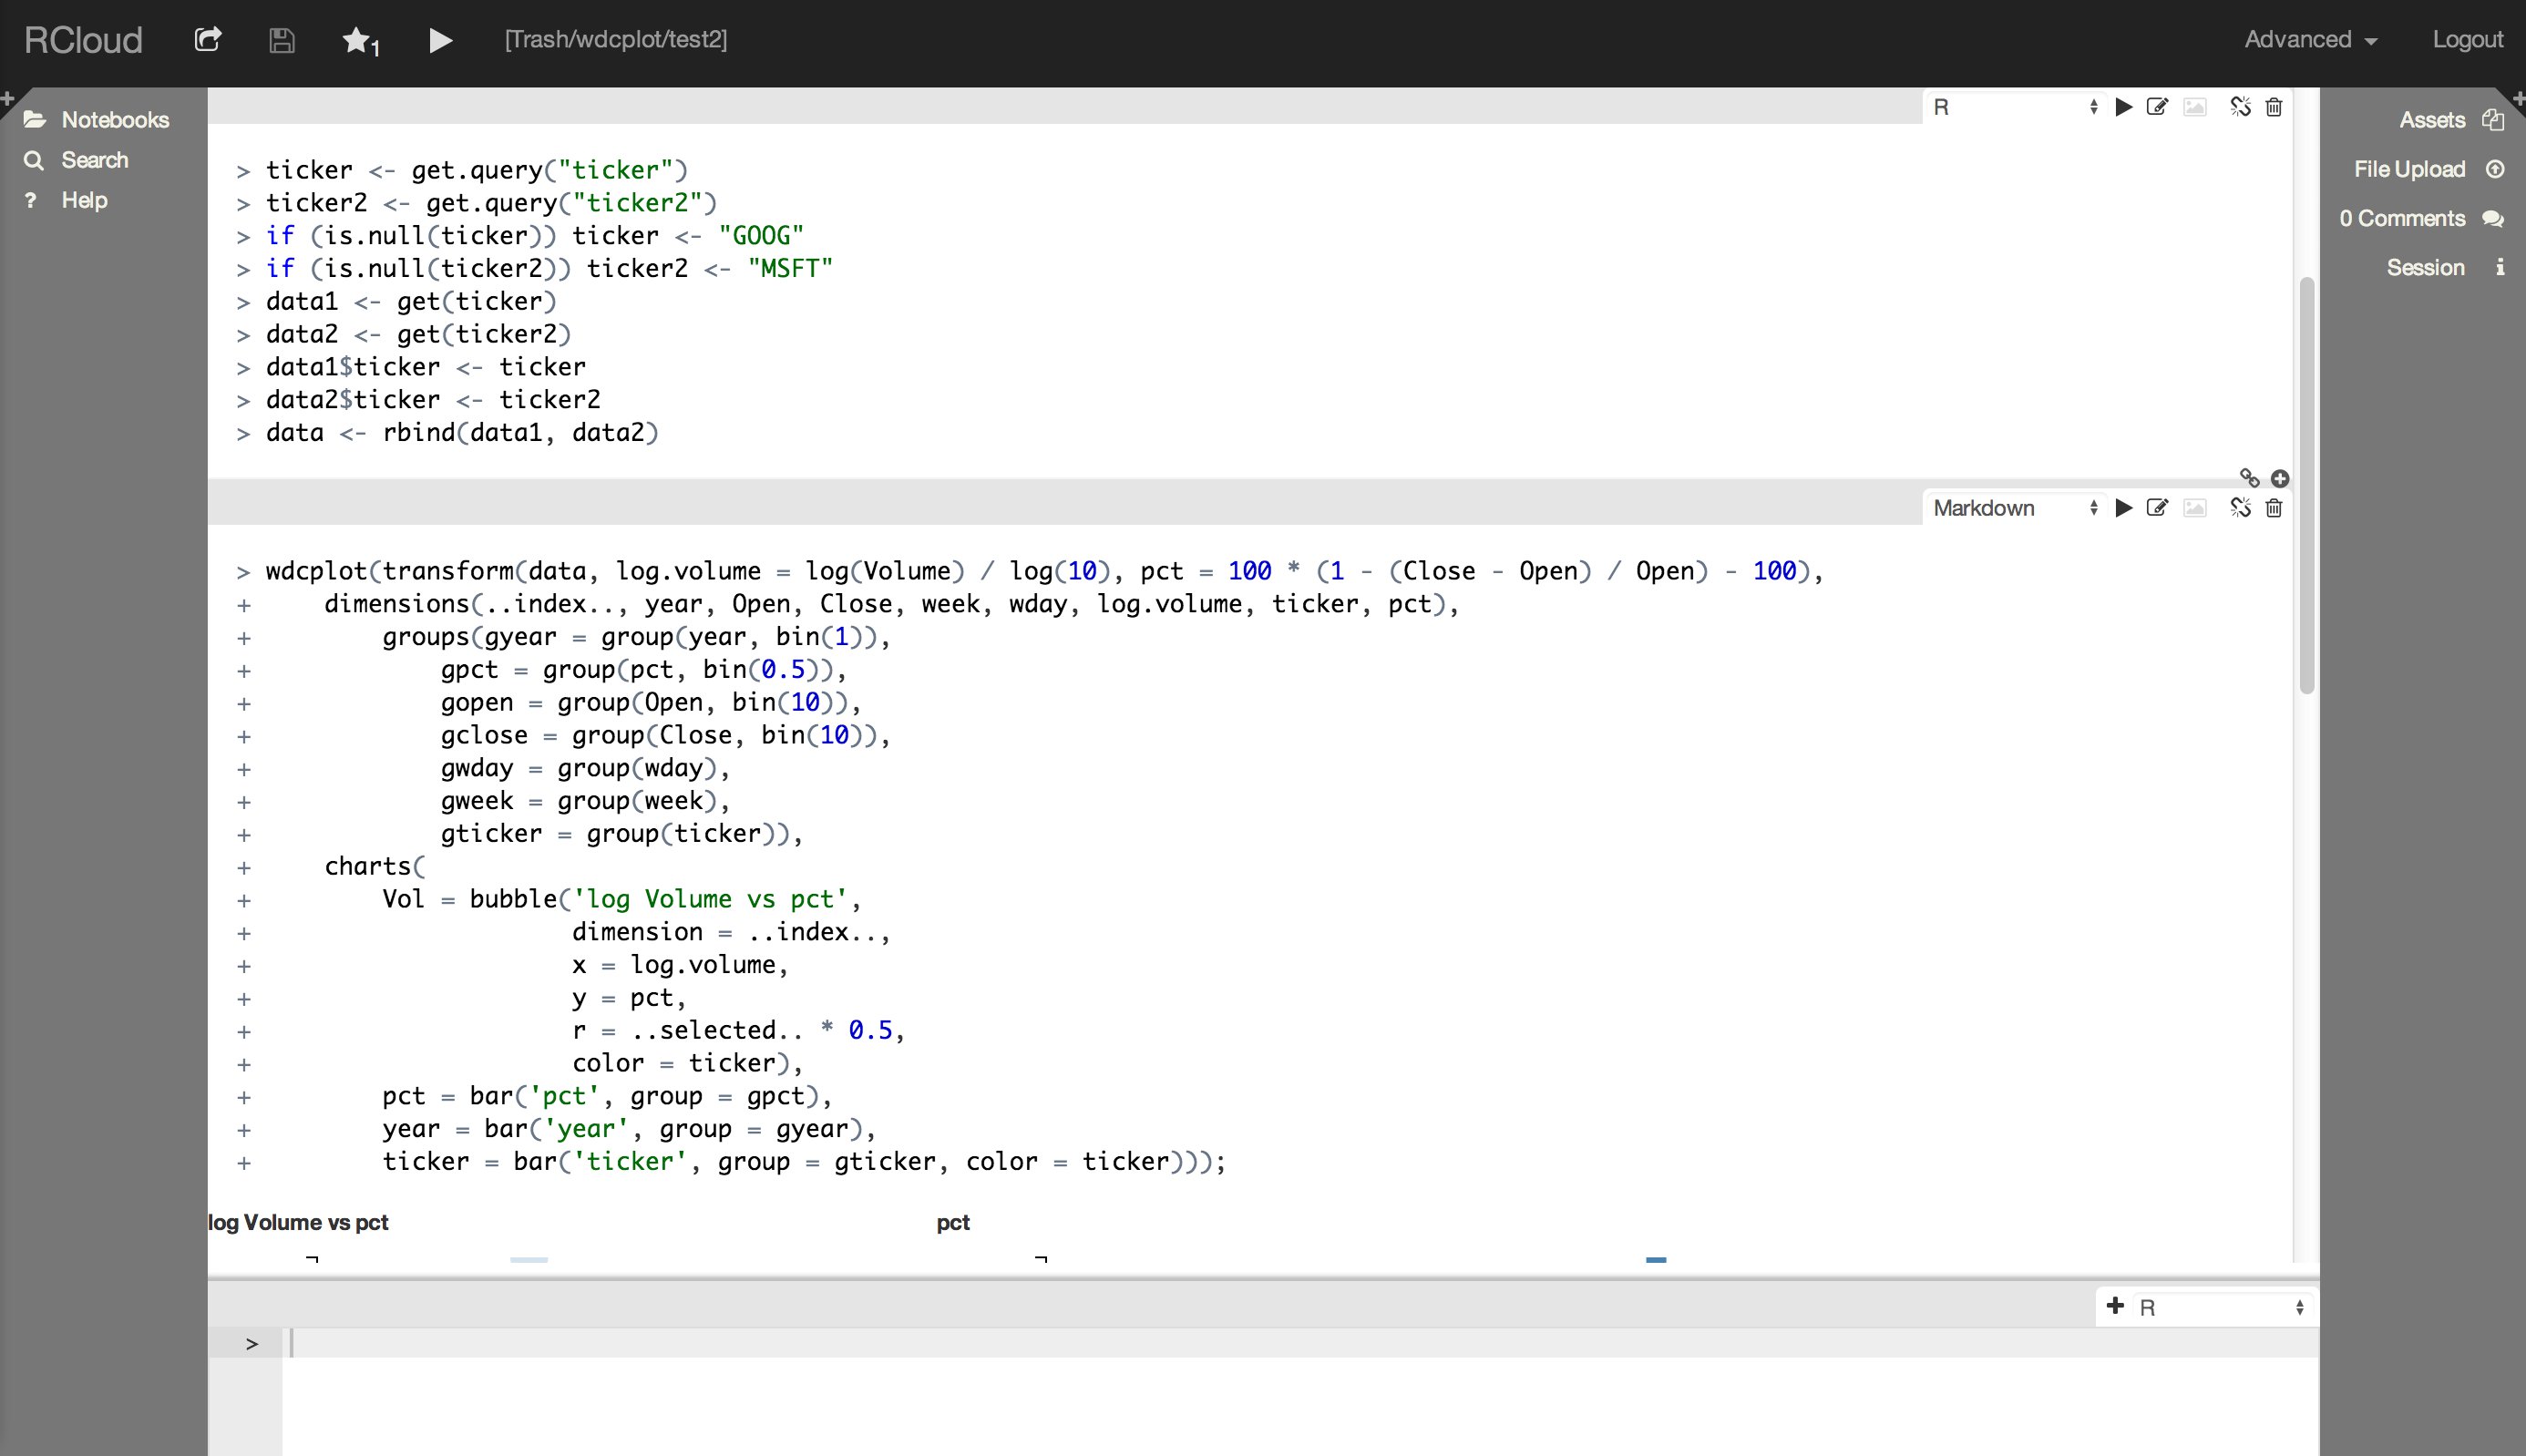 RCloud 1 [Trash/wdcplot/test2] Advanced Logout
Notebooks
Search
? Help
R
> ticker <- get.query("ticker")
> ticker2 <- get.query("ticker2")
> if (is.null(ticker)) ticker <- "GOOG"
> if (is.null(ticker2)) ticker2 <- "MSFT"
> data1 <- get(ticker)
> data2 <- get(ticker2)
> data1$ticker <- ticker
> data2$ticker <- ticker2
> data <- rbind(data1, data2)
Markdown
> wdcplot(transform(data, log.volume = log(Volume) / log(10), pct = 100 * (1 - (Close - Open) / Open) - 100),
+     dimensions(..index.., year, Open, Close, week, wday, log.volume, ticker, pct),
+         groups(gyear = group(year, bin(1)),
+             gpct = group(pct, bin(0.5)),
+             gopen = group(Open, bin(10)),
+             gclose = group(Close, bin(10)),
+             gwday = group(wday),
+             gweek = group(week),
+             gticker = group(ticker)),
+     charts(
+         Vol = bubble('log Volume vs pct',
+                      dimension = ..index..,
+                      x = log.volume,
+                      y = pct,
+                      r = ..selected.. * 0.5,
+                      color = ticker),
+         pct = bar('pct', group = gpct),
+         year = bar('year', group = gyear),
+         ticker = bar('ticker', group = gticker, color = ticker)));
log Volume vs pct
pct
R
>
Assets
File Upload
0 Comments
Session